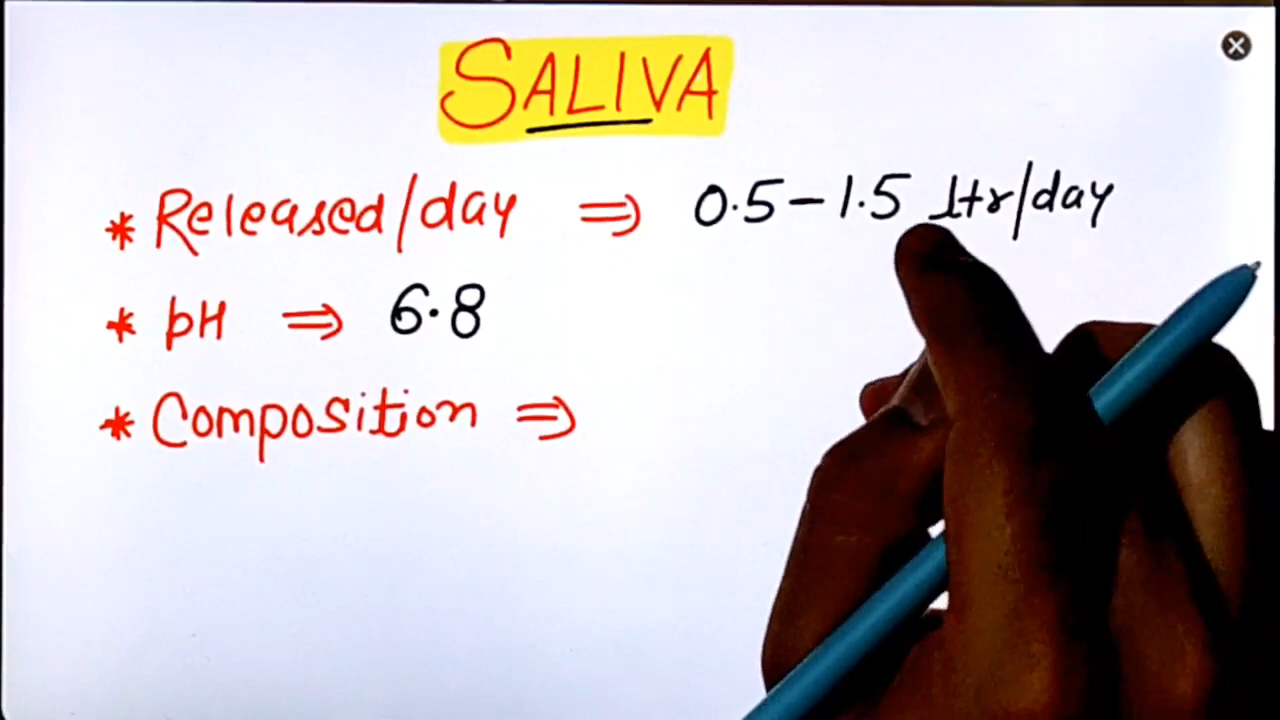 SALIVA
* Released/day ⇒ 0.5-1.5 ltr/day
* pH ⇒ 6.8
* Composition ⇒